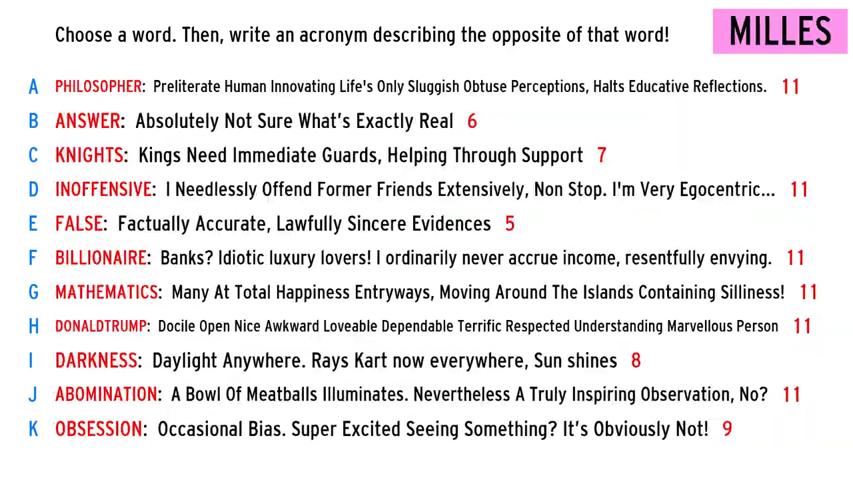 Choose a word. Then, write an acronym describing the opposite of that word!
MILLES
A PHILOSOPHER: Preliterate Human Innovating Life's Only Sluggish Obtuse Perceptions, Halts Educative Reflections. 11
B ANSWER: Absolutely Not Sure What's Exactly Real 6
C KNIGHTS: Kings Need Immediate Guards, Helping Through Support 7
D INOFFENSIVE: I Needlessly Offend Former Friends Extensively, Non Stop. I'm Very Egocentric... 11
E FALSE: Factually Accurate, Lawfully Sincere Evidences 5
F BILLIONAIRE: Banks? Idiotic luxury lovers! I ordinarily never accrue income, resentfully envying. 11
G MATHEMATICS: Many At Total Happiness Entryways, Moving Around The Islands Containing Silliness! 11
H DONALDTRUMP: Docile Open Nice Awkward Loveable Dependable Terrific Respected Understanding Marvellous Person 11
I DARKNESS: Daylight Anywhere. Rays Kart now everywhere, Sun shines 8
J ABOMINATION: A Bowl Of Meatballs Illuminates. Nevertheless A Truly Inspiring Observation, No? 11
K OBSESSION: Occasional Bias. Super Excited Seeing Something? It's Obviously Not! 9